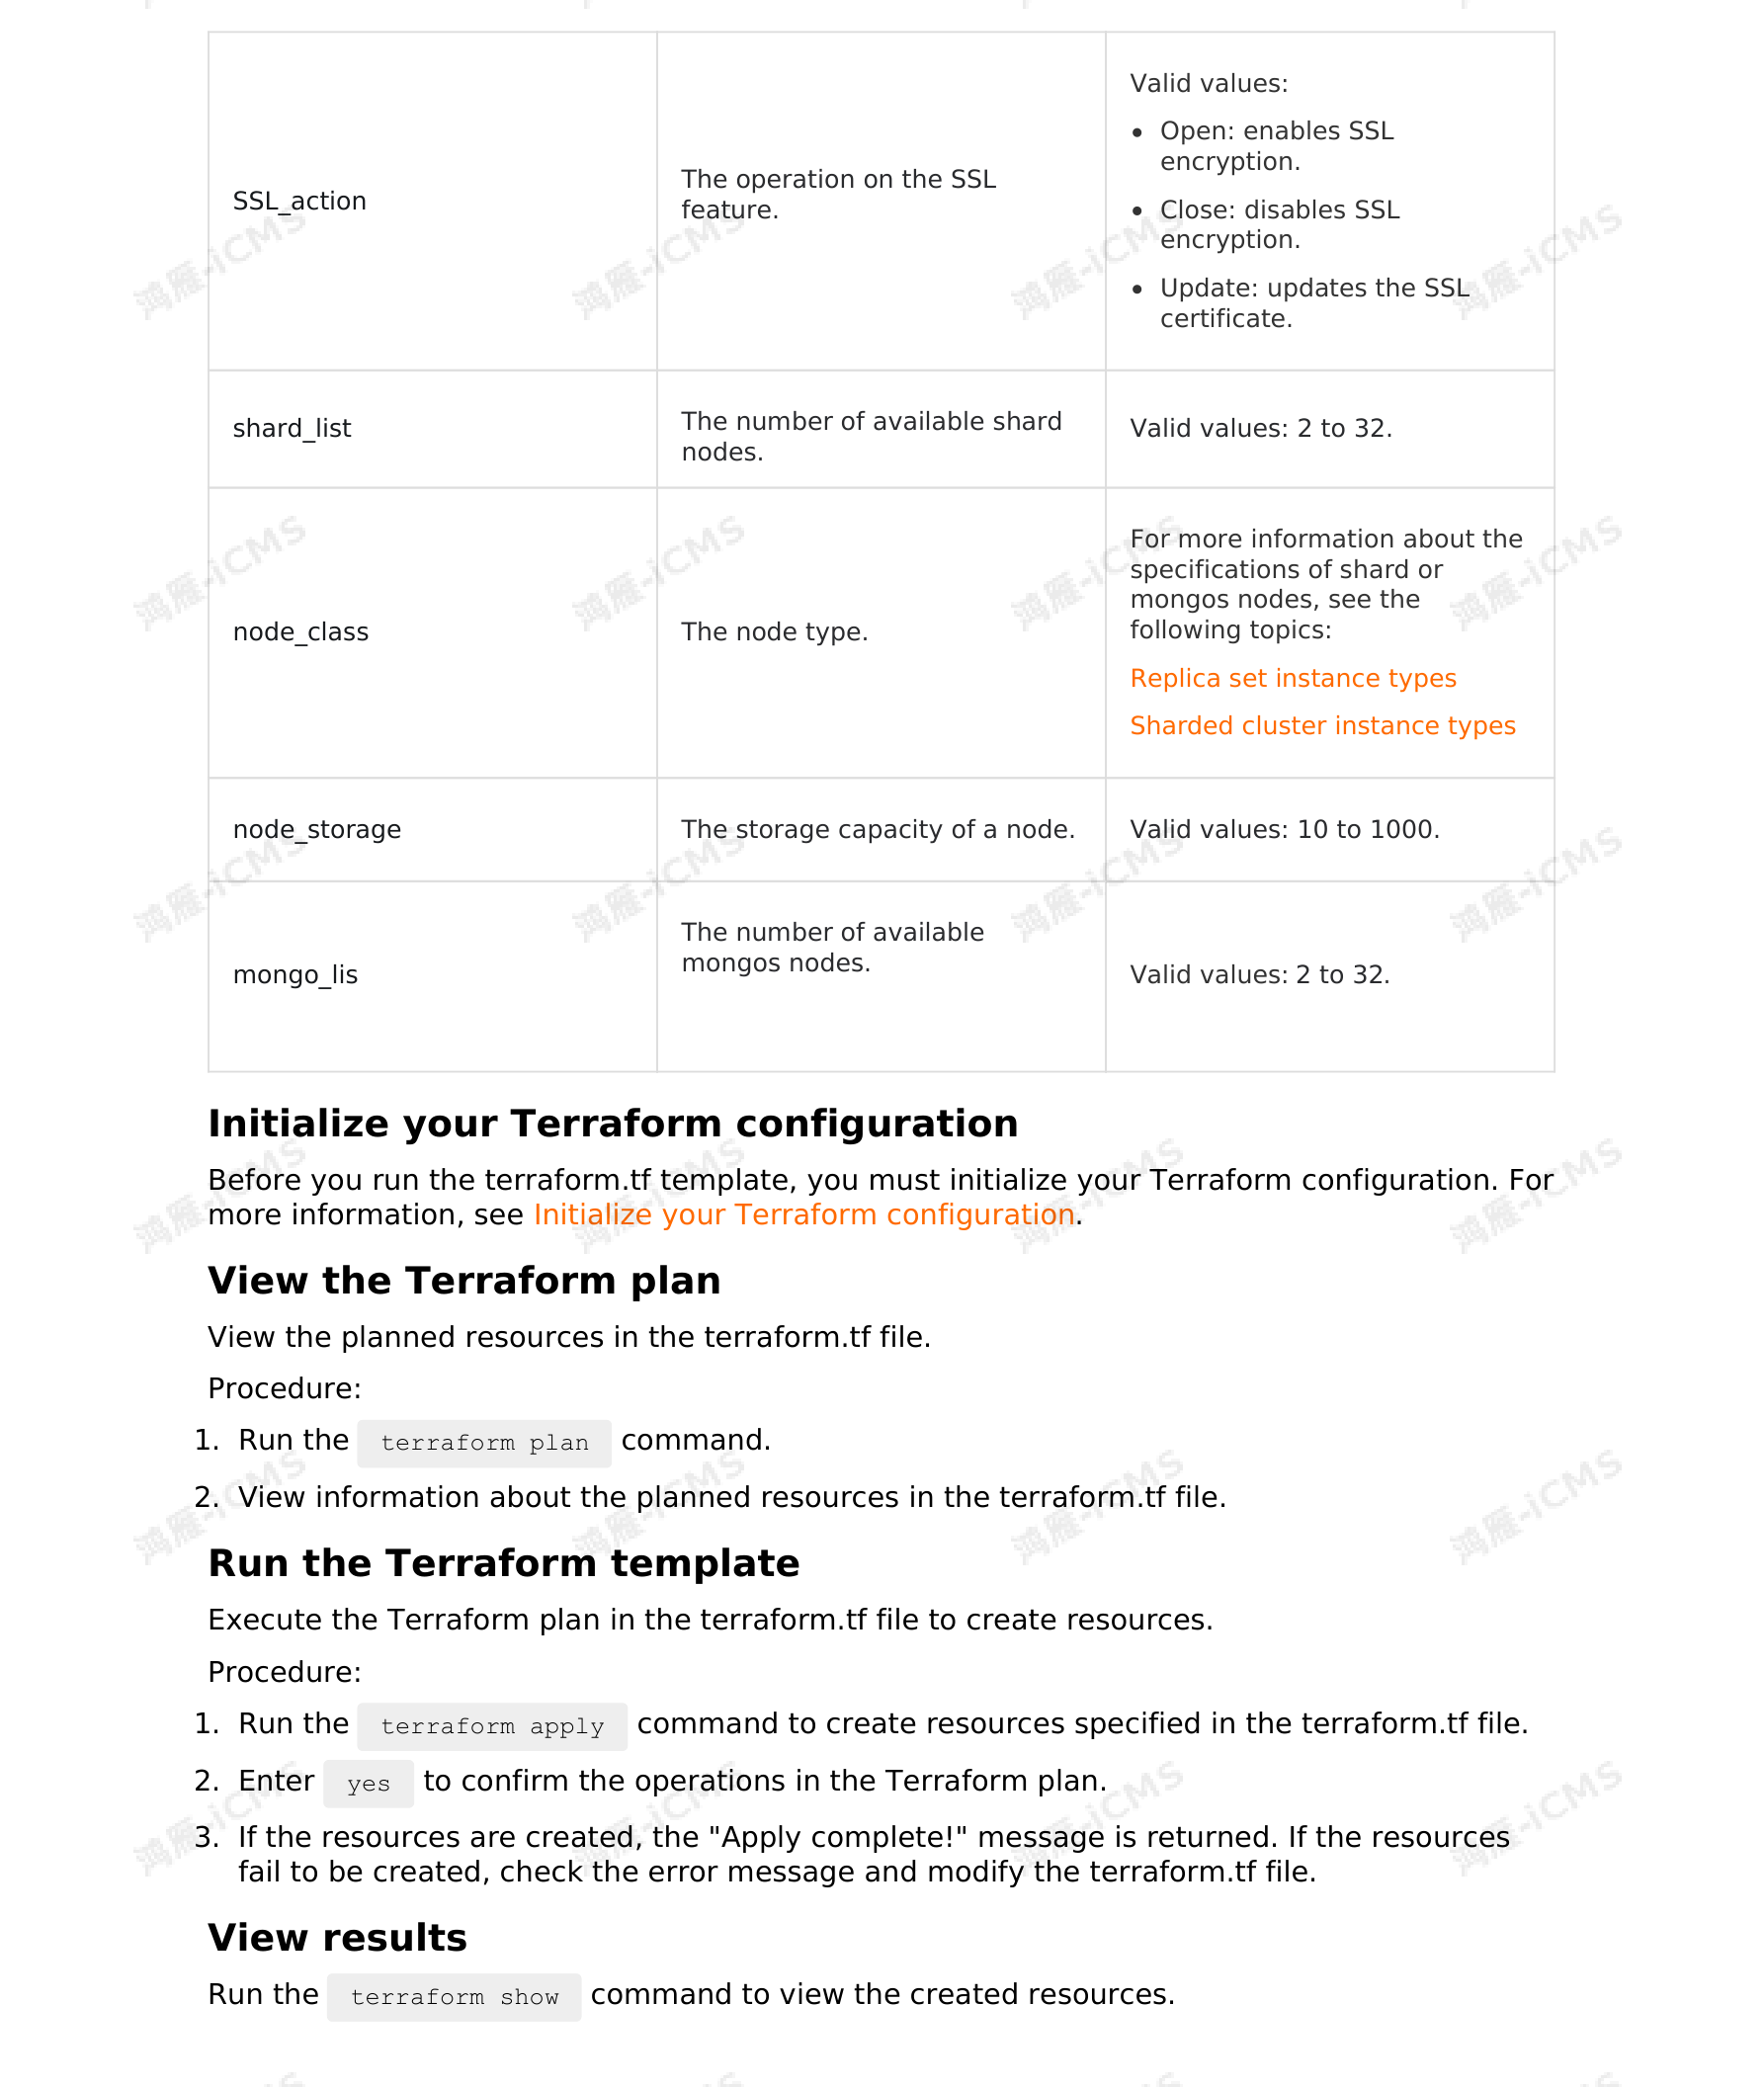 SSL_action
The operation on the SSL
feature.
Valid values:
• Open: enables SSL
encryption.
• Close: disables SSL
encryption.
• Update: updates the SSL
certificate.
shard_list
The number of available shard
nodes.
Valid values: 2 to 32.
node_class
The node type.
For more information about the
specifications of shard or
mongos nodes, see the
following topics:
Replica set instance types
Sharded cluster instance types
node_storage
The storage capacity of a node.
Valid values: 10 to 1000.
mongo_lis
The number of available
mongos nodes.
Valid values: 2 to 32.
Initialize your Terraform configuration
Before you run the terraform.tf template, you must initialize your Terraform configuration. For
more information, see Initialize your Terraform configuration.
View the Terraform plan
View the planned resources in the terraform.tf file.
Procedure:
1. Run the terraform plan command.
2. View information about the planned resources in the terraform.tf file.
Run the Terraform template
Execute the Terraform plan in the terraform.tf file to create resources.
Procedure:
1. Run the terraform apply command to create resources specified in the terraform.tf file.
2. Enter yes to confirm the operations in the Terraform plan.
3. If the resources are created, the "Apply complete!" message is returned. If the resources
fail to be created, check the error message and modify the terraform.tf file.
View results
Run the terraform show command to view the created resources.
鸿雁-iCMS